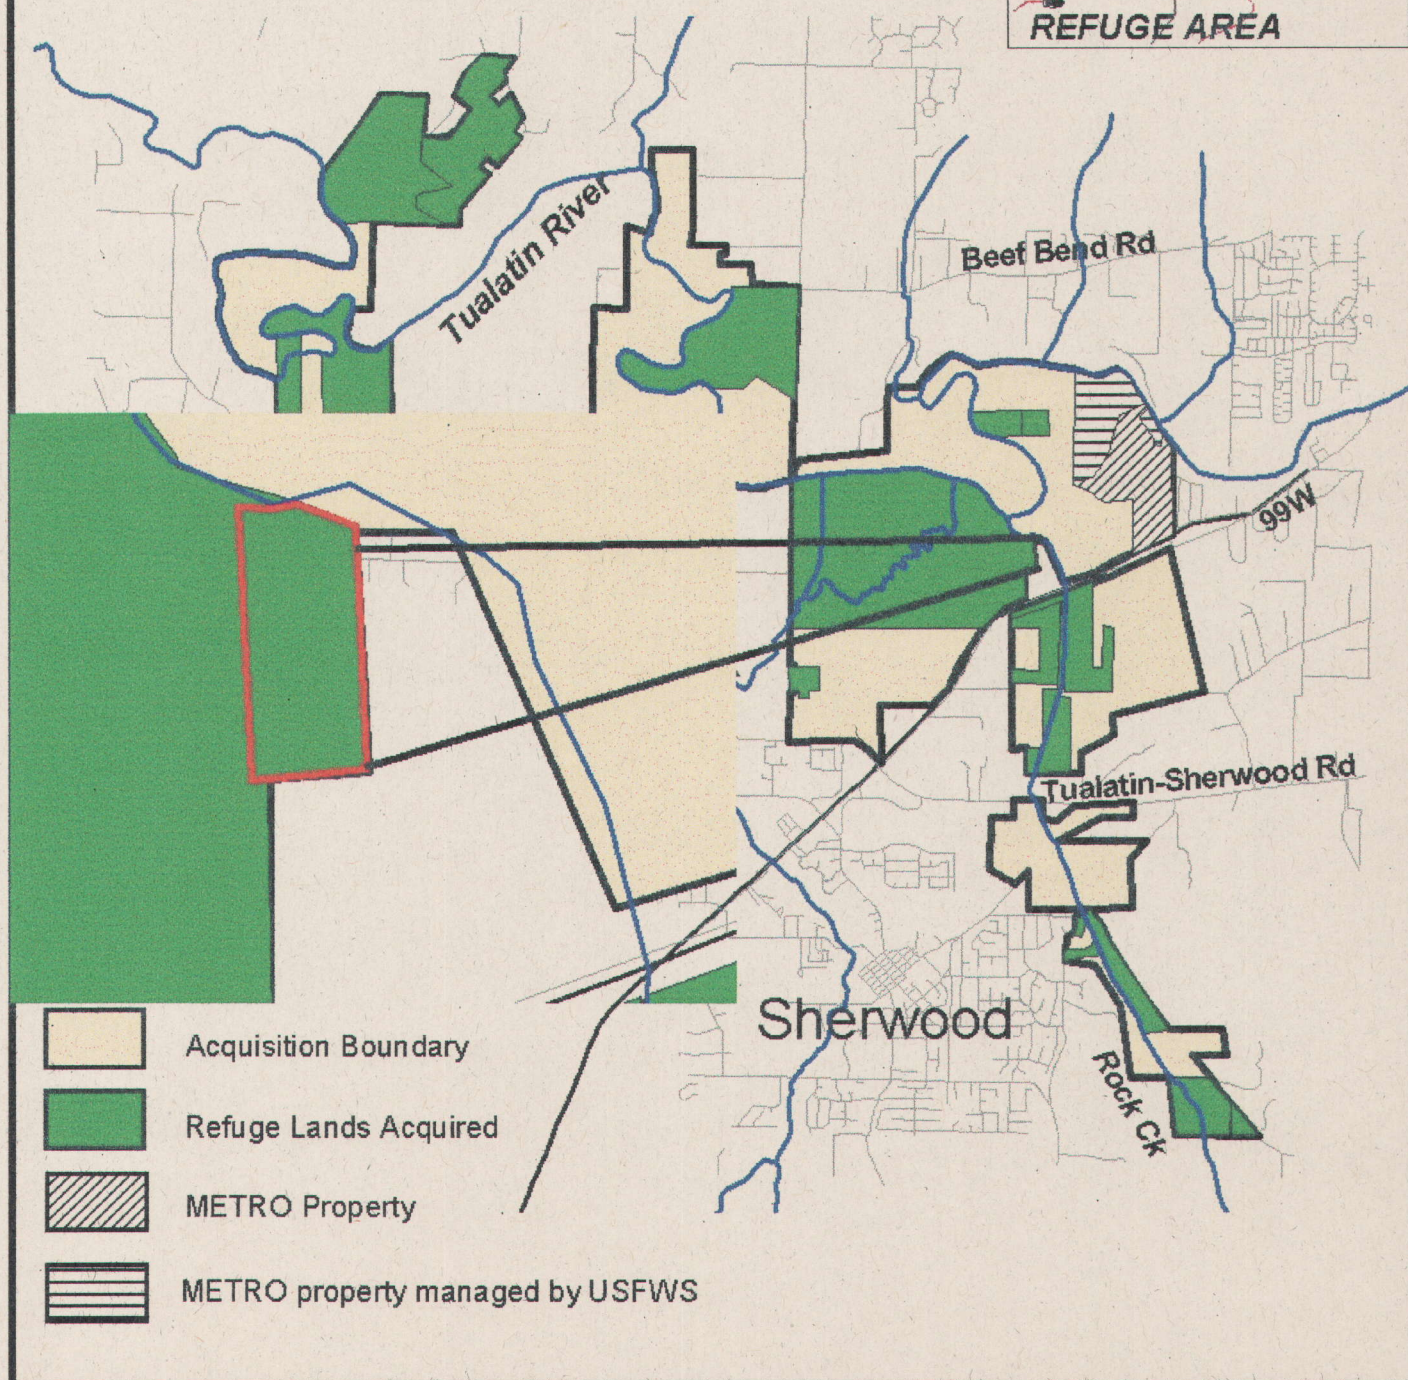 REFUGE AREA
Tualatin River
Beef Bend Rd
99W
Tualatin-Sherwood Rd
Sherwood
Rock Ck
Acquisition Boundary
Refuge Lands Acquired
METRO Property
METRO property managed by USFWS